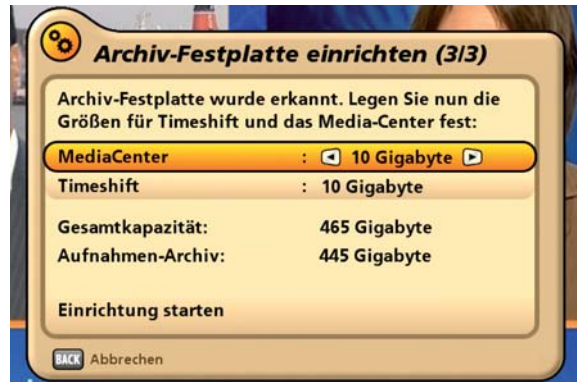 Archiv-Festplatte einrichten (3/3)
Archiv-Festplatte wurde erkannt. Legen Sie nun die
Größen für Timeshift und das Media-Center fest:
MediaCenter : 10 Gigabyte
Timeshift : 10 Gigabyte
Gesamtkapazität: 465 Gigabyte
Aufnahmen-Archiv: 445 Gigabyte
Einrichtung starten
BACK Abbrechen